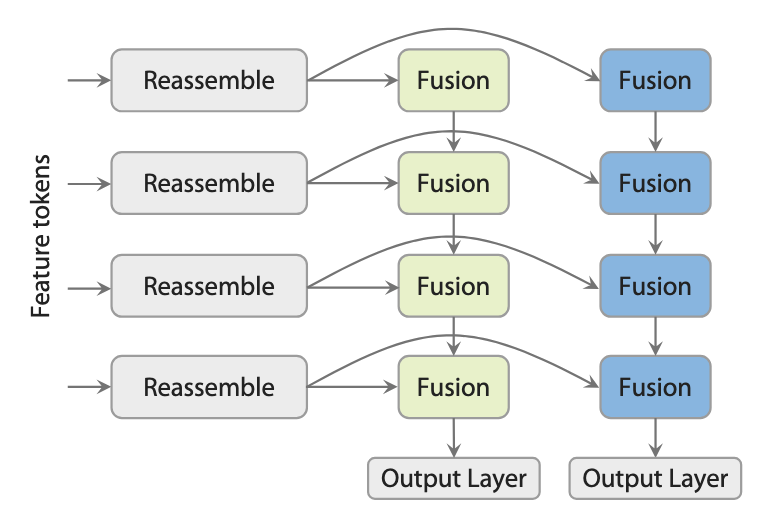 Feature tokens
Reassemble
Fusion
Fusion
Reassemble
Fusion
Fusion
Reassemble
Fusion
Fusion
Reassemble
Fusion
Fusion
Output Layer
Output Layer